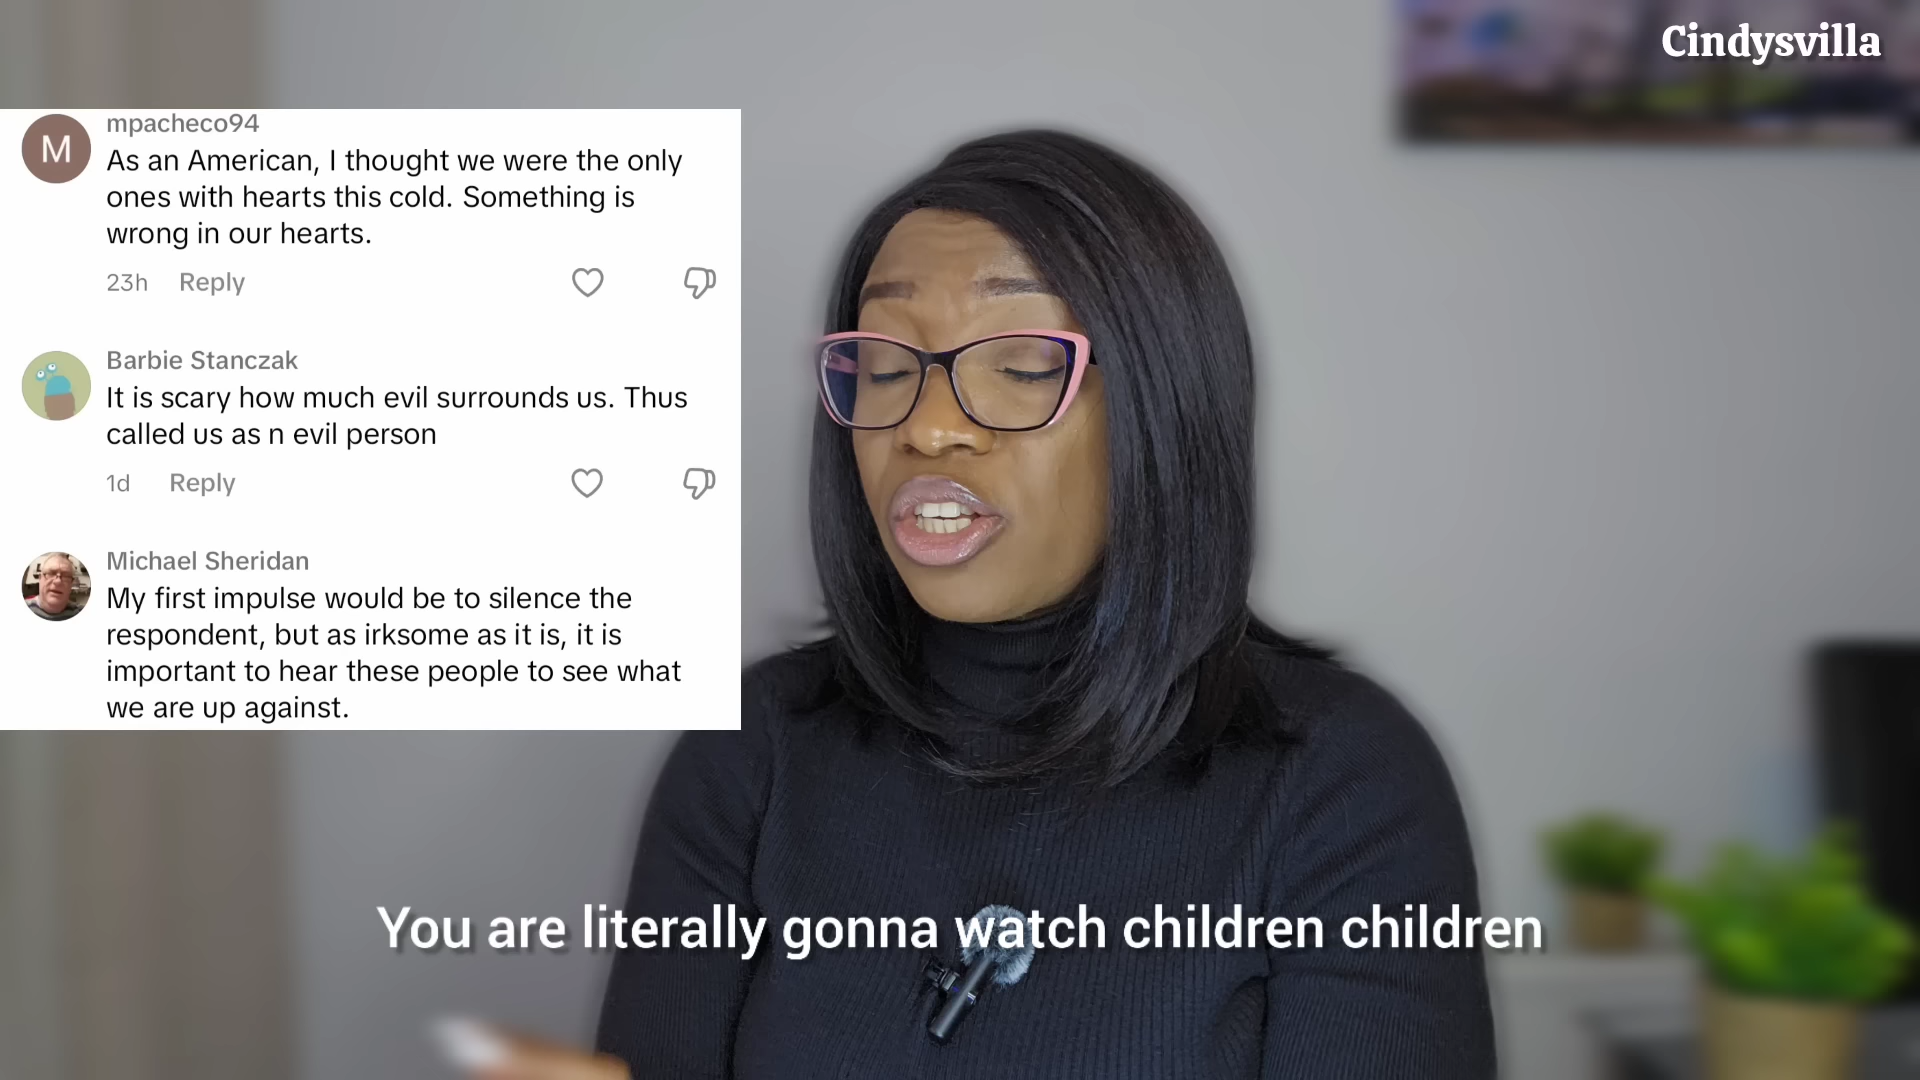 Cindysvilla
M
mpacheco94
As an American, I thought we were the only
ones with hearts this cold. Something is
wrong in our hearts.
23h Reply
Barbie Stanczak
It is scary how much evil surrounds us. Thus
called us as n evil person
1d Reply
Michael Sheridan
My first impulse would be to silence the
respondent, but as irksome as it is, it is
important to hear these people to see what
we are up against.
You are literally gonna watch children children